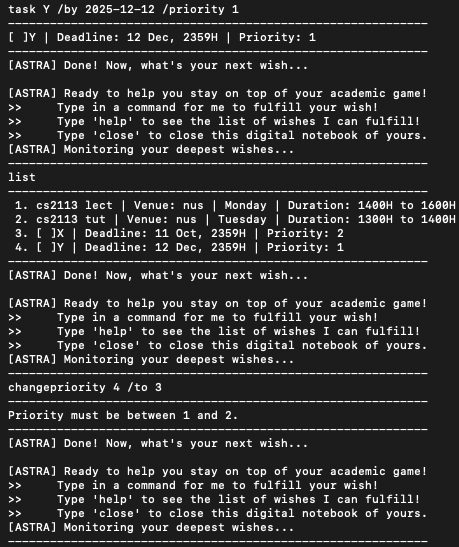 task Y /by 2025-12-12 /priority 1
[ ]Y | Deadline: 12 Dec, 2359H | Priority: 1
[ASTRA] Done! Now, what's your next wish...
[ASTRA] Ready to help you stay on top of your academic game!
>> Type in a command for me to fulfill your wish!
>> Type 'help' to see the list of wishes I can fulfill!
>> Type 'close' to close this digital notebook of yours.
[ASTRA] Monitoring your deepest wishes...
list
1. cs2113 lect | Venue: nus | Monday | Duration: 1400H to 1600H
2. cs2113 tut | Venue: nus | Tuesday | Duration: 1300H to 1400H
3. [ ]X | Deadline: 11 Oct, 2359H | Priority: 2
4. [ ]Y | Deadline: 12 Dec, 2359H | Priority: 1
[ASTRA] Done! Now, what's your next wish...
[ASTRA] Ready to help you stay on top of your academic game!
>> Type in a command for me to fulfill your wish!
>> Type 'help' to see the list of wishes I can fulfill!
>> Type 'close' to close this digital notebook of yours.
[ASTRA] Monitoring your deepest wishes...
changepriority 4 /to 3
Priority must be between 1 and 2.
[ASTRA] Done! Now, what's your next wish...
[ASTRA] Ready to help you stay on top of your academic game!
>> Type in a command for me to fulfill your wish!
>> Type 'help' to see the list of wishes I can fulfill!
>> Type 'close' to close this digital notebook of yours.
[ASTRA] Monitoring your deepest wishes...